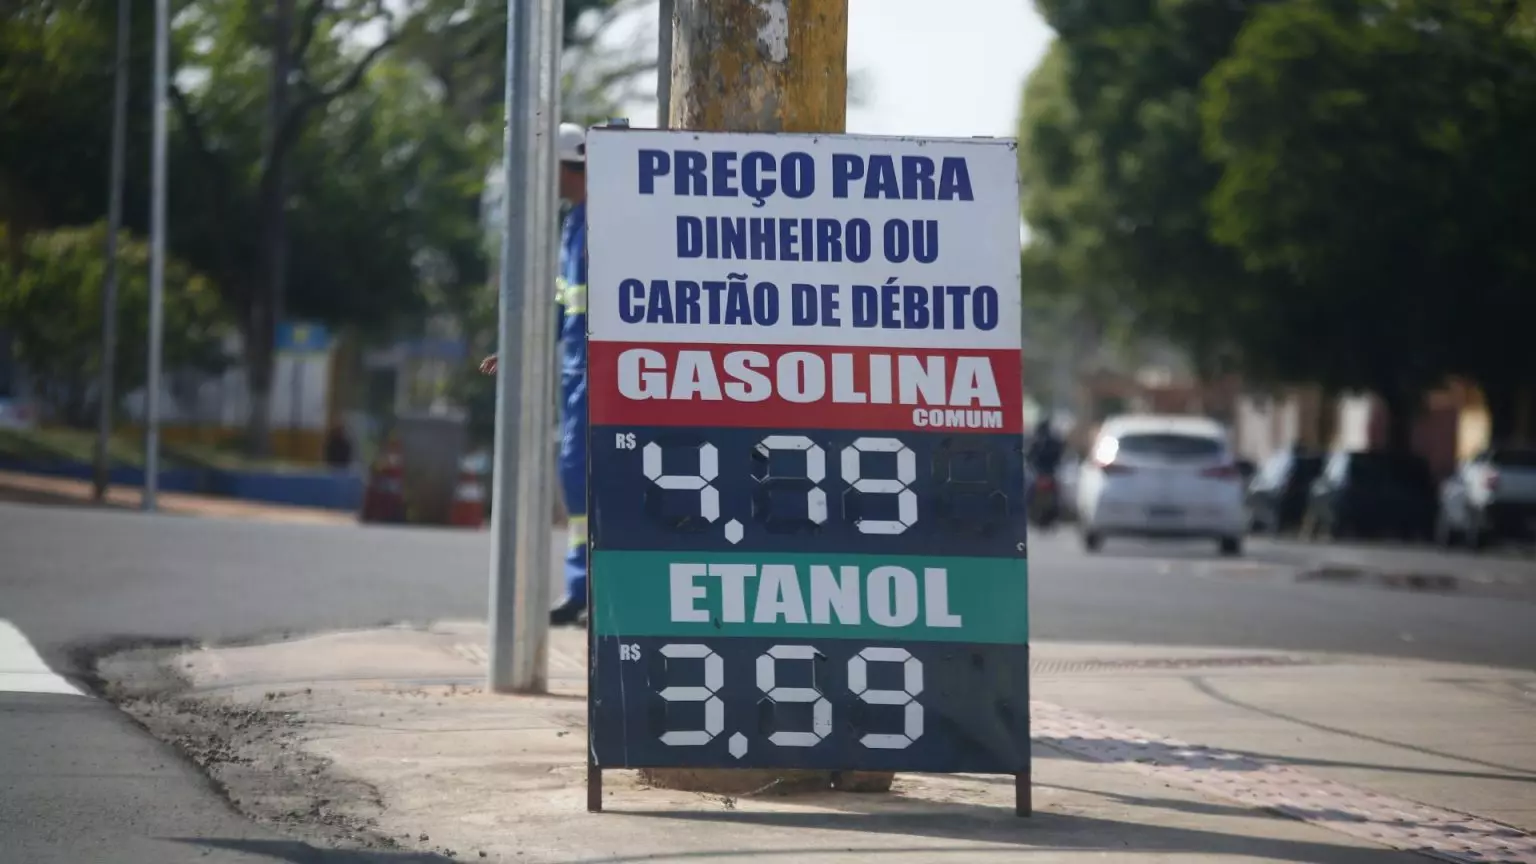 PREÇO PARA
DINHEIRO OU
CARTÃO DE DÉBITO
GASOLINA
COMUM
R$ 4.79
ETANOL
R$ 3.59